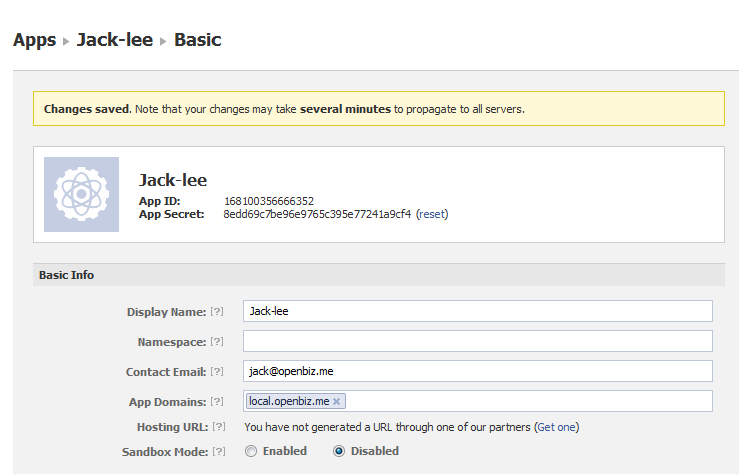 Apps ▸ Jack-lee ▸ Basic
Changes saved. Note that your changes may take several minutes to propagate to all servers.
Jack-lee
App ID: 168100356666352
App Secret: 8edd69c7be96e9765c395e77241a9cf4 (reset)
Basic Info
Display Name: [?] Jack-lee
Namespace: [?]
Contact Email: [?] jack@openbiz.me
App Domains: [?] local.openbiz.me ×
Hosting URL: [?] You have not generated a URL through one of our partners (Get one)
Sandbox Mode: [?] Enabled Disabled